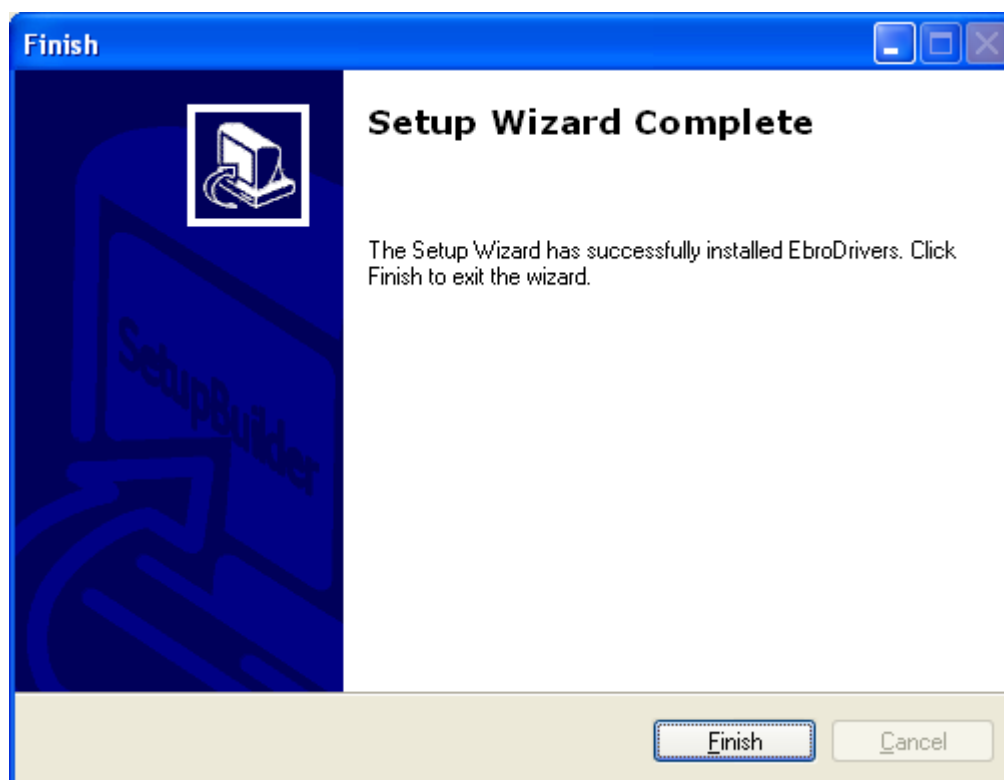 Finish
Setup Wizard Complete
The Setup Wizard has successfully installed EbroDrivers. Click
Finish to exit the wizard.
SetupBuilder
Finish
Cancel